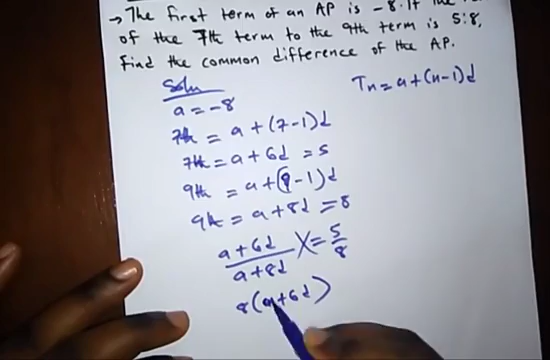 → The first term of an AP is -8. If the
of the 7th term to the 9th term is 5:8,
find the common difference of the AP.
Soln
Tn = a+(n-1)d
a = -8
7th = a + (7-1)d
7th = a + 6d = 5
9th = a + (9-1)d
9th = a + 8d = 8
a+6d/a+8d = 5/8
8(a+6d)